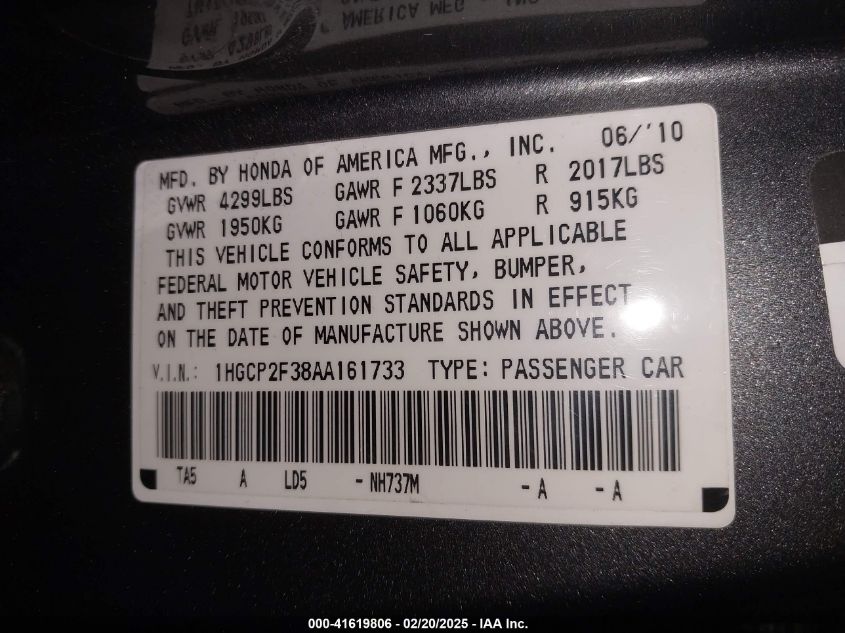 MFD. BY HONDA OF AMERICA MFG., INC. 06/'10
GVWR 4299LBS GAWR F 2337LBS R 2017LBS
GVWR 1950KG GAWR F 1060KG R 915KG
THIS VEHICLE CONFORMS TO ALL APPLICABLE
FEDERAL MOTOR VEHICLE SAFETY, BUMPER,
AND THEFT PREVENTION STANDARDS IN EFFECT
ON THE DATE OF MANUFACTURE SHOWN ABOVE.
V.I.N.: 1HGCP2F38AA161733 TYPE: PASSENGER CAR
TA5 A LD5 - NH737M - A - A
000-41619806 - 02/20/2025 - IAA Inc.